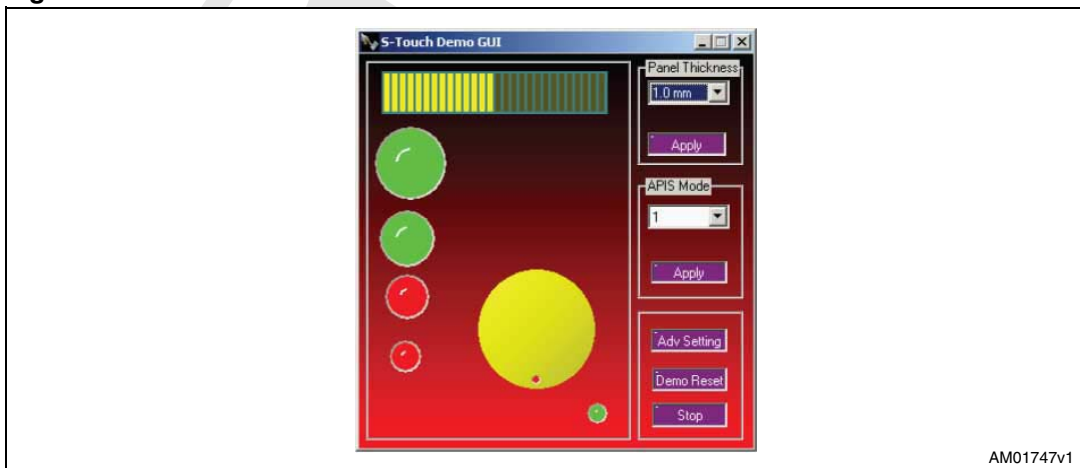 S-Touch Demo GUI
Panel Thickness
1.0 mm
Apply
APIS Mode
1
Apply
Adv Setting
Demo Reset
Stop
AM01747v1